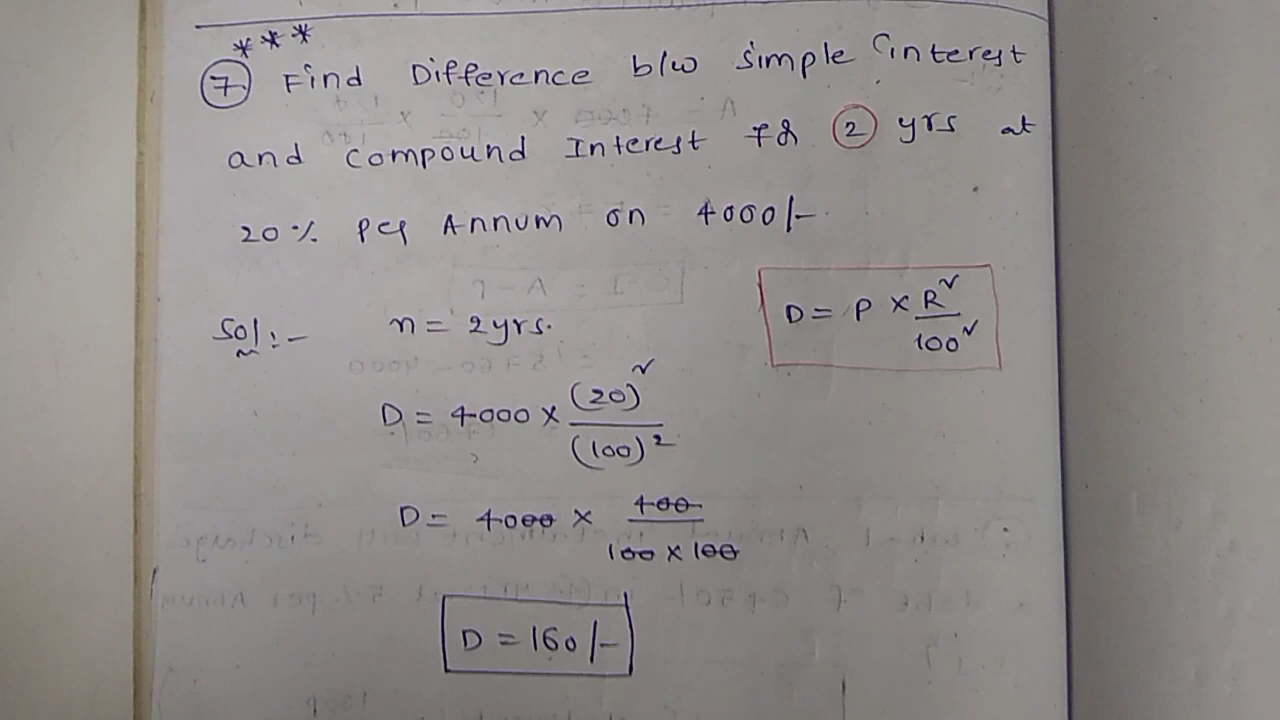 ***
7. Find Difference b/w simple interest
and compound Interest for 2 yrs at
20% per Annum on 4000/-
D = P × R²/100²
Sol:- n = 2yrs.
D = 4000 × (20)²/(100)²
D = 4000 × 400/100 × 100
D = 160/-